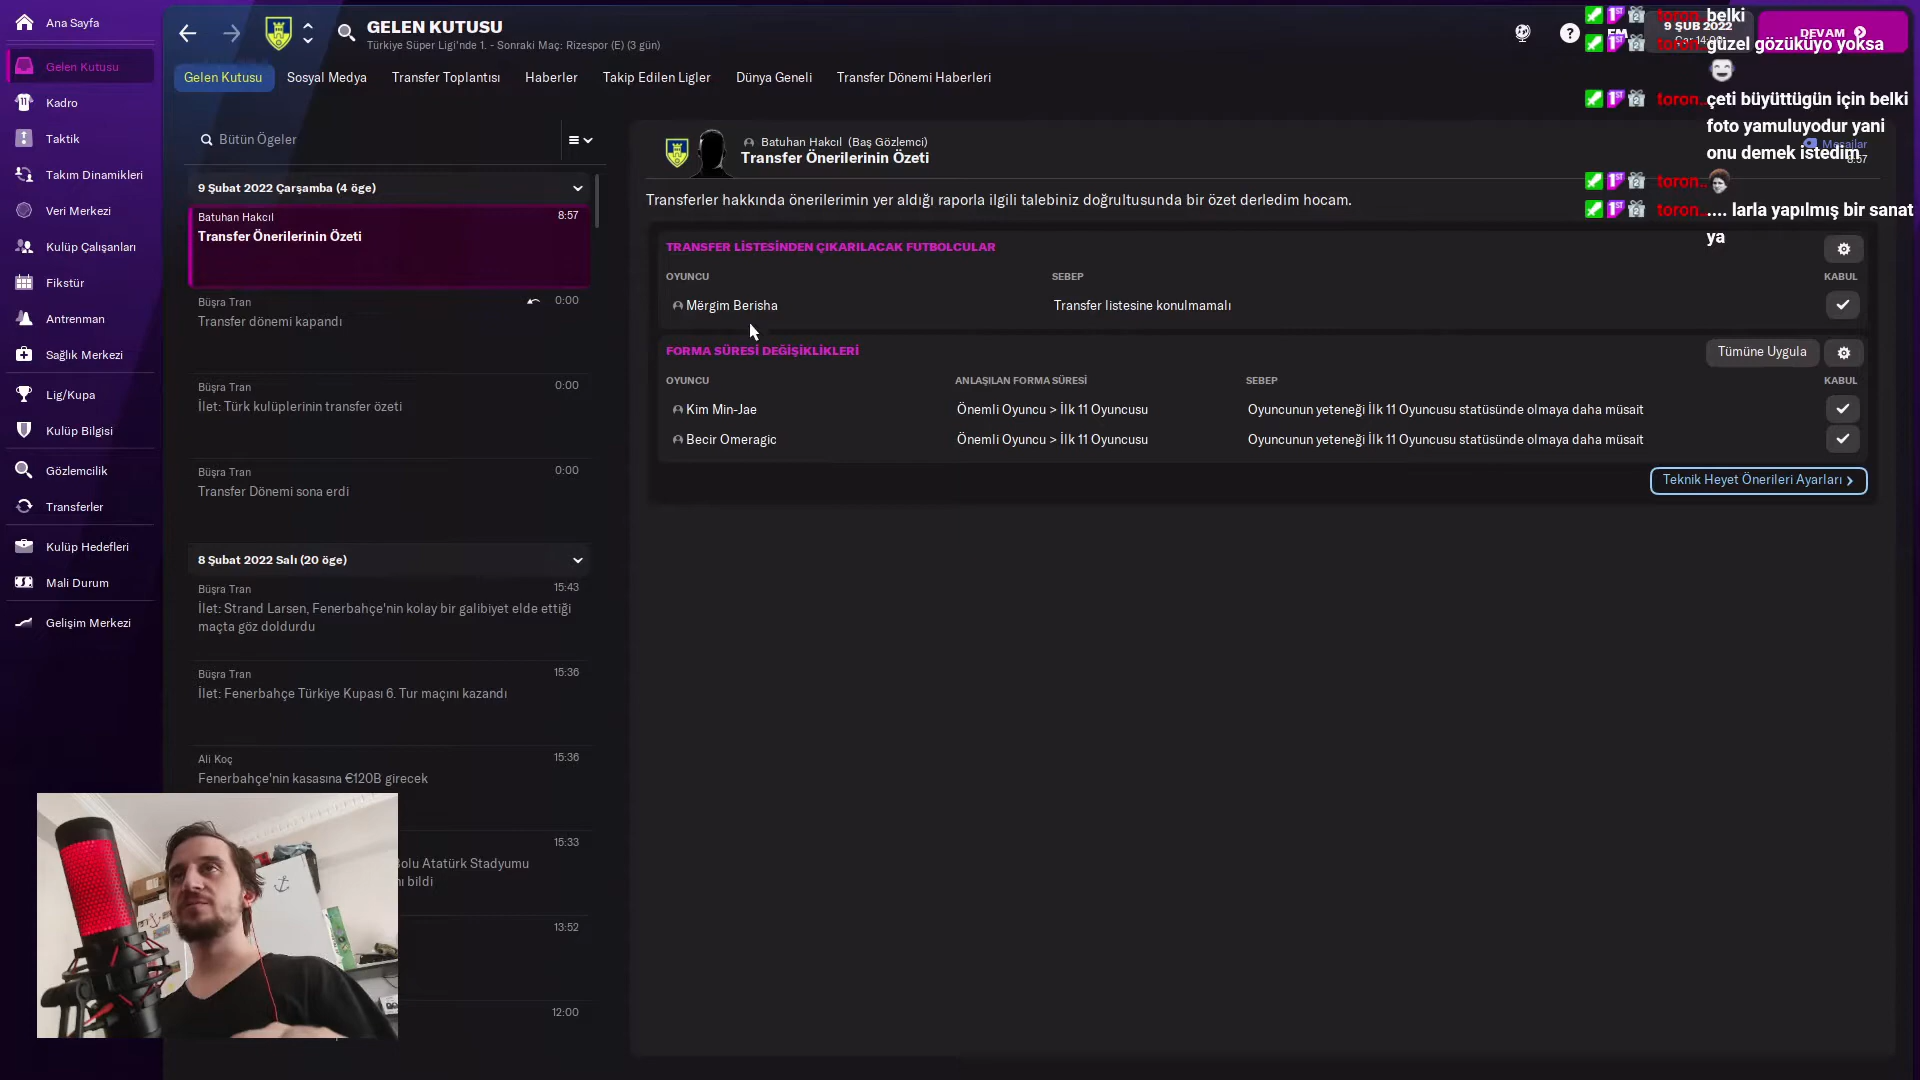 Ana Sayfa
Gelen Kutusu
Kadro
Taktik
Takım Dinamikleri
Veri Merkezi
Kulüp Çalışanları
Fikstür
Antrenman
Sağlık Merkezi
Lig/Kupa
Kulüp Bilgisi
Gözlemcilik
Transferler
Kulüp Hedefleri
Mali Durum
Gelişim Merkezi
GELEN KUTUSU
Türkiye Süper Ligi'nde 1. - Sonraki Maç: Rizespor (E) (3 gün)
9 ŞUB 2022
DEVAM
Gelen Kutusu
Sosyal Medya
Transfer Toplantısı
Haberler
Takip Edilen Ligler
Dünya Geneli
Transfer Dönemi Haberleri
Bütün Ögeler
9 Şubat 2022 Çarşamba (4 öge)
Batuhan Hakcıl 8:57
Transfer Önerilerinin Özeti
Büşra Tran 0:00
Transfer dönemi kapandı
Büşra Tran 0:00
İlet: Türk kulüplerinin transfer özeti
Büşra Tran 0:00
Transfer Dönemi sona erdi
8 Şubat 2022 Salı (20 öge)
Büşra Tran 15:43
İlet: Strand Larsen, Fenerbahçe'nin kolay bir galibiyet elde ettiği
maçta göz doldurdu
Büşra Tran 15:36
İlet: Fenerbahçe Türkiye Kupası 6. Tur maçını kazandı
Ali Koç 15:36
Fenerbahçe'nin kasasına €120B girecek
15:33
Bolu Atatürk Stadyumu
nı bildi
13:52
12:00
Batuhan Hakcıl (Baş Gözlemci)
Transfer Önerilerinin Özeti
Mesajlar
8:57
Transferler hakkında önerilerimin yer aldığı raporla ilgili talebiniz doğrultusunda bir özet derledim hocam.
TRANSFER LİSTESİNDEN ÇIKARILACAK FUTBOLCULAR
OYUNCU SEBEP KABUL
Mërgim Berisha Transfer listesine konulmamalı
FORMA SÜRESİ DEĞİŞİKLİKLERİ Tümüne Uygula
OYUNCU ANLAŞILAN FORMA SÜRESİ SEBEP KABUL
Kim Min-Jae Önemli Oyuncu > İlk 11 Oyuncusu Oyuncunun yeteneği İlk 11 Oyuncusu statüsünde olmaya daha müsait
Becir Omeragic Önemli Oyuncu > İlk 11 Oyuncusu Oyuncunun yeteneği İlk 11 Oyuncusu statüsünde olmaya daha müsait
Teknik Heyet Önerileri Ayarları
toron.. belki
toron.. güzel gözüküyo yoksa
toron.. çeti büyüttügün için belki
foto yamuluyodur yani
onu demek istedim
toron..
toron.. .... larla yapılmış bir sanat
ya